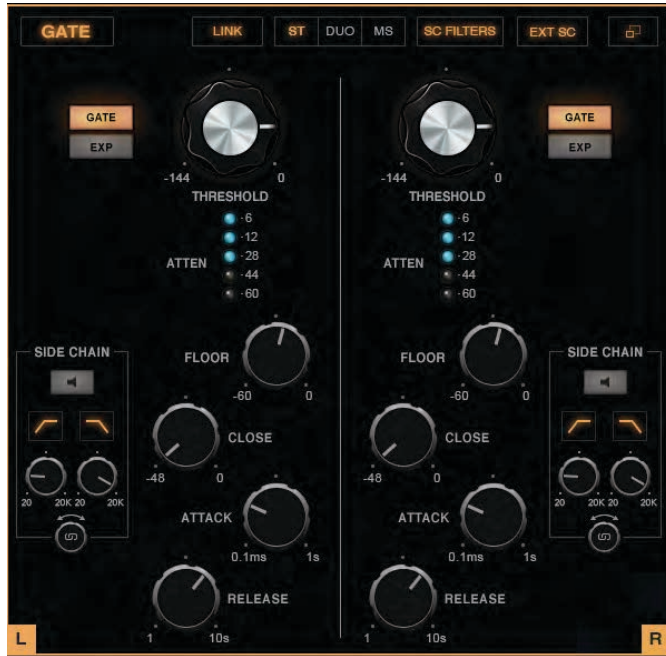 GATE LINK ST DUO MS SC FILTERS EXT SC
GATE GATE
EXP EXP
-144 0 -144 0
THRESHOLD THRESHOLD
-6 -6
-12 -12
ATTEN -28 ATTEN -28
-44 -44
-60 -60
SIDE CHAIN FLOOR FLOOR SIDE CHAIN
-60 0 -60 0
CLOSE CLOSE
-48 0 -48 0
20 20K 20 20K 20 20K 20 20K
ATTACK ATTACK
0.1ms 1s 0.1ms 1s
RELEASE RELEASE
L 1 10s 1 10s R